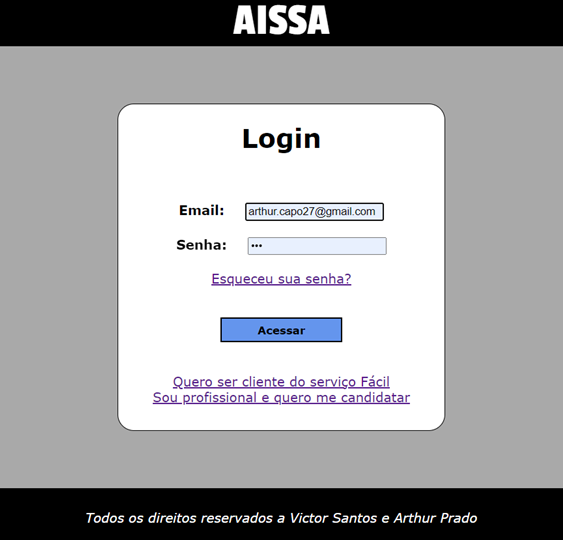 AISSA
Login
Email: arthur.capo27@gmail.com
Senha: •••
Esqueceu sua senha?
Acessar
Quero ser cliente do serviço Fácil
Sou profissional e quero me candidatar
Todos os direitos reservados a Victor Santos e Arthur Prado